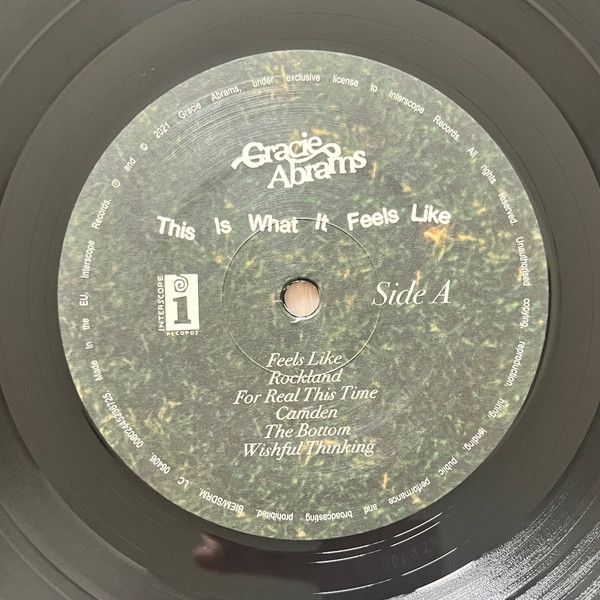 Gracie
Abrams
This Is What It Feels Like
INTERSCOPE
i
RECORDS
Side A
Feels Like
Rockland
For Real This Time
Camden
The Bottom
Wishful Thinking
Made in the EU. Interscope Records. ℗ and © 2021 Gracie Abrams, under exclusive license to Interscope Records. All rights reserved. Unauthorised copying, reproduction, hiring, lending, public performance and broadcasting prohibited. BIEM/SDRM LC 06406.